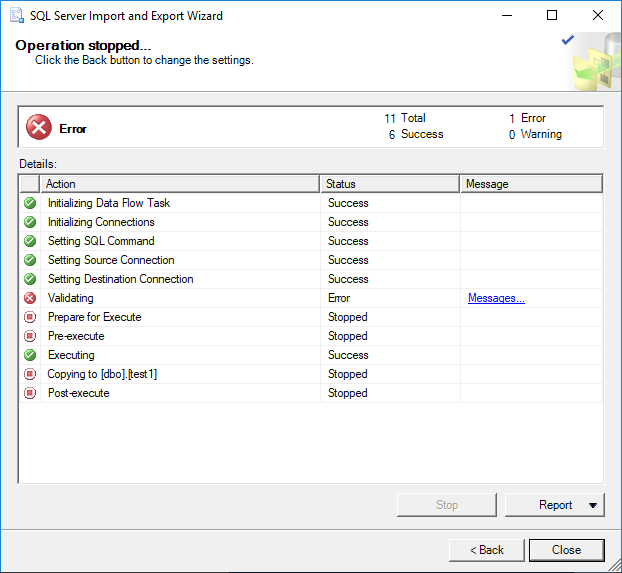 SQL Server Import and Export Wizard
Operation stopped...
Click the Back button to change the settings.
Error
11 Total
1 Error
6 Success
0 Warning
Details:
Action Status Message
Initializing Data Flow Task Success
Initializing Connections Success
Setting SQL Command Success
Setting Source Connection Success
Setting Destination Connection Success
Validating Error Messages...
Prepare for Execute Stopped
Pre-execute Stopped
Executing Success
Copying to [dbo].[test1] Stopped
Post-execute Stopped
Stop Report
< Back Close